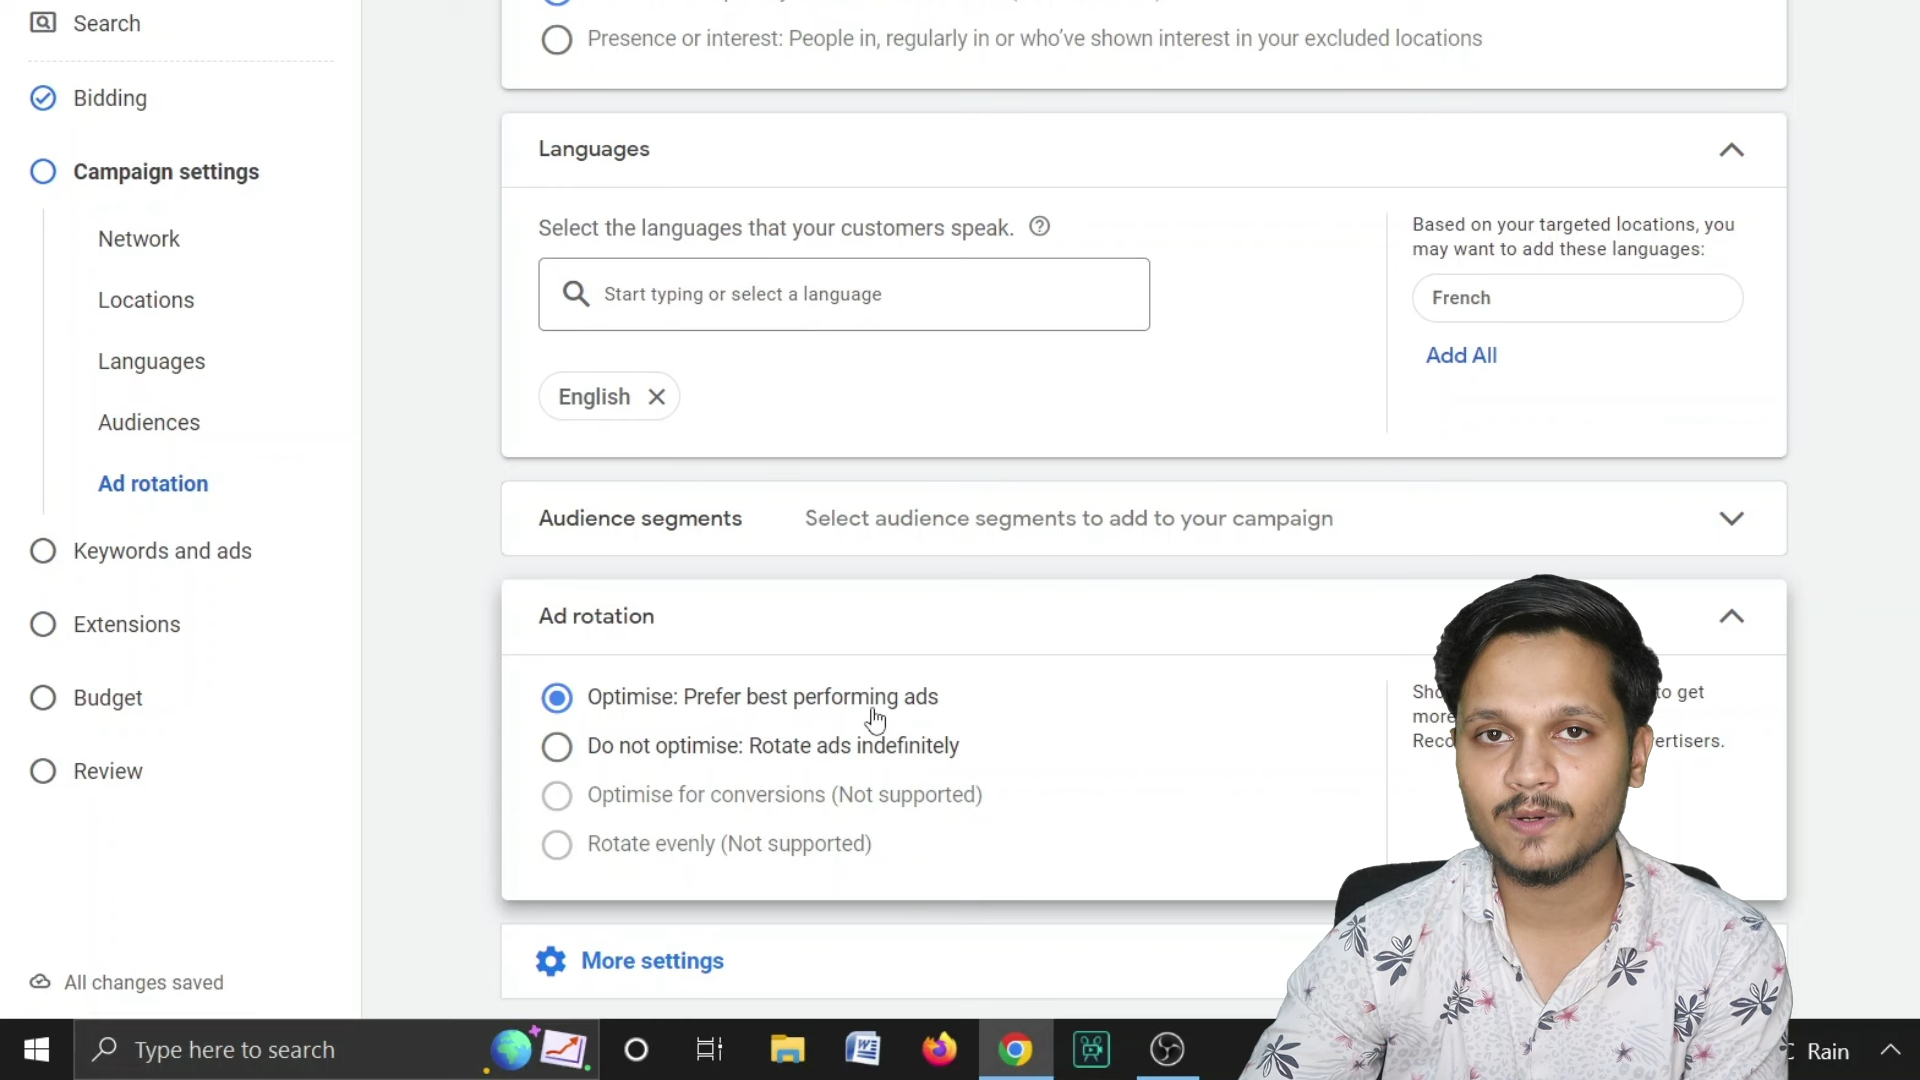 Search
Bidding
Campaign settings
Network
Locations
Languages
Audiences
Ad rotation
Keywords and ads
Extensions
Budget
Review
All changes saved
Presence or interest: People in, regularly in or who've shown interest in your excluded locations
Languages
Select the languages that your customers speak.
Start typing or select a language
English
Based on your targeted locations, you
may want to add these languages:
French
Add All
Audience segments Select audience segments to add to your campaign
Ad rotation
Optimise: Prefer best performing ads
Do not optimise: Rotate ads indefinitely
Optimise for conversions (Not supported)
Rotate evenly (Not supported)
to get
more
More settings
Type here to search
Rain